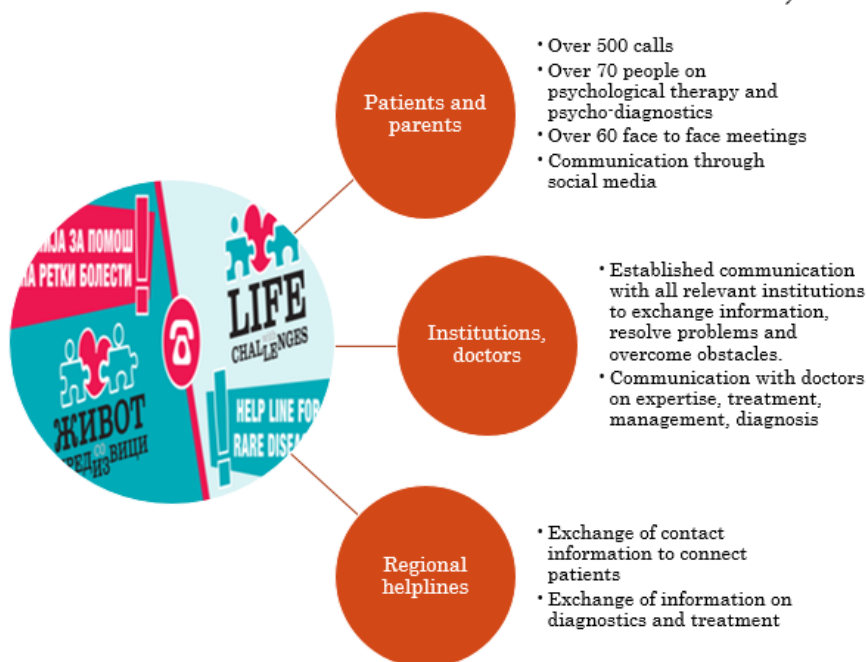 Patients and
parents
• Over 500 calls
• Over 70 people on
psychological therapy and
psycho-diagnostics
• Over 60 face to face meetings
• Communication through
social media
ЗА ПОМОШ
РЕТКИ БОЛЕСТИ
ЖИВОТ
СО
ИЗ
ВИЦИ
LIFE
CHALLENGES
HELP LINE FOR
RARE
Institutions,
doctors
• Established communication
with all relevant institutions
to exchange information,
resolve problems and
overcome obstacles.
• Communication with doctors
on expertise, treatment,
management, diagnosis
Regional
helplines
• Exchange of contact
information to connect
patients
• Exchange of information on
diagnostics and treatment